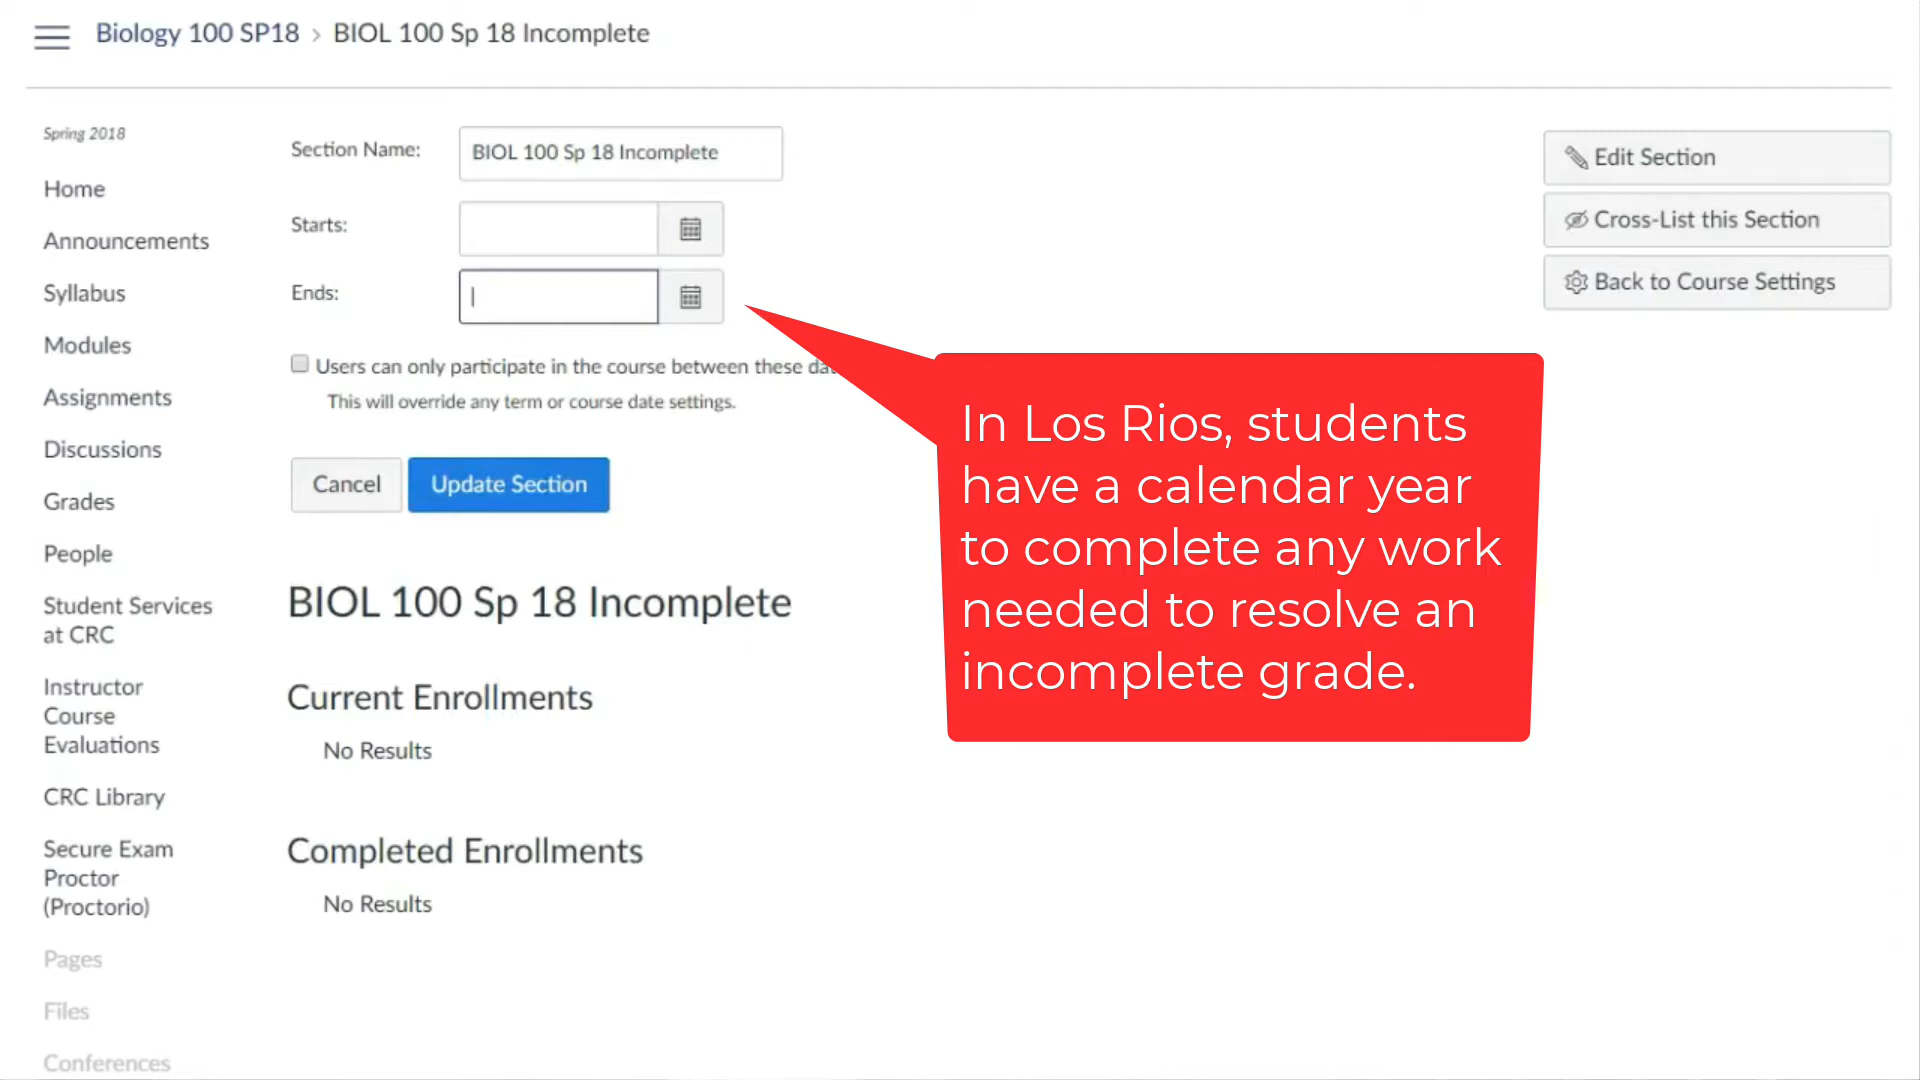 Biology 100 SP18 › BIOL 100 Sp 18 Incomplete
Spring 2018
Home
Announcements
Syllabus
Modules
Assignments
Discussions
Grades
People
Student Services
at CRC
Instructor
Course
Evaluations
CRC Library
Secure Exam
Proctor
(Proctorio)
Pages
Files
Conferences
Section Name: BIOL 100 Sp 18 Incomplete
Starts:
Ends:
Users can only participate in the course between these
This will override any term or course date settings.
Cancel Update Section
BIOL 100 Sp 18 Incomplete
Current Enrollments
No Results
Completed Enrollments
No Results
In Los Rios, students
have a calendar year
to complete any work
needed to resolve an
incomplete grade.
Edit Section
Cross-List this Section
Back to Course Settings